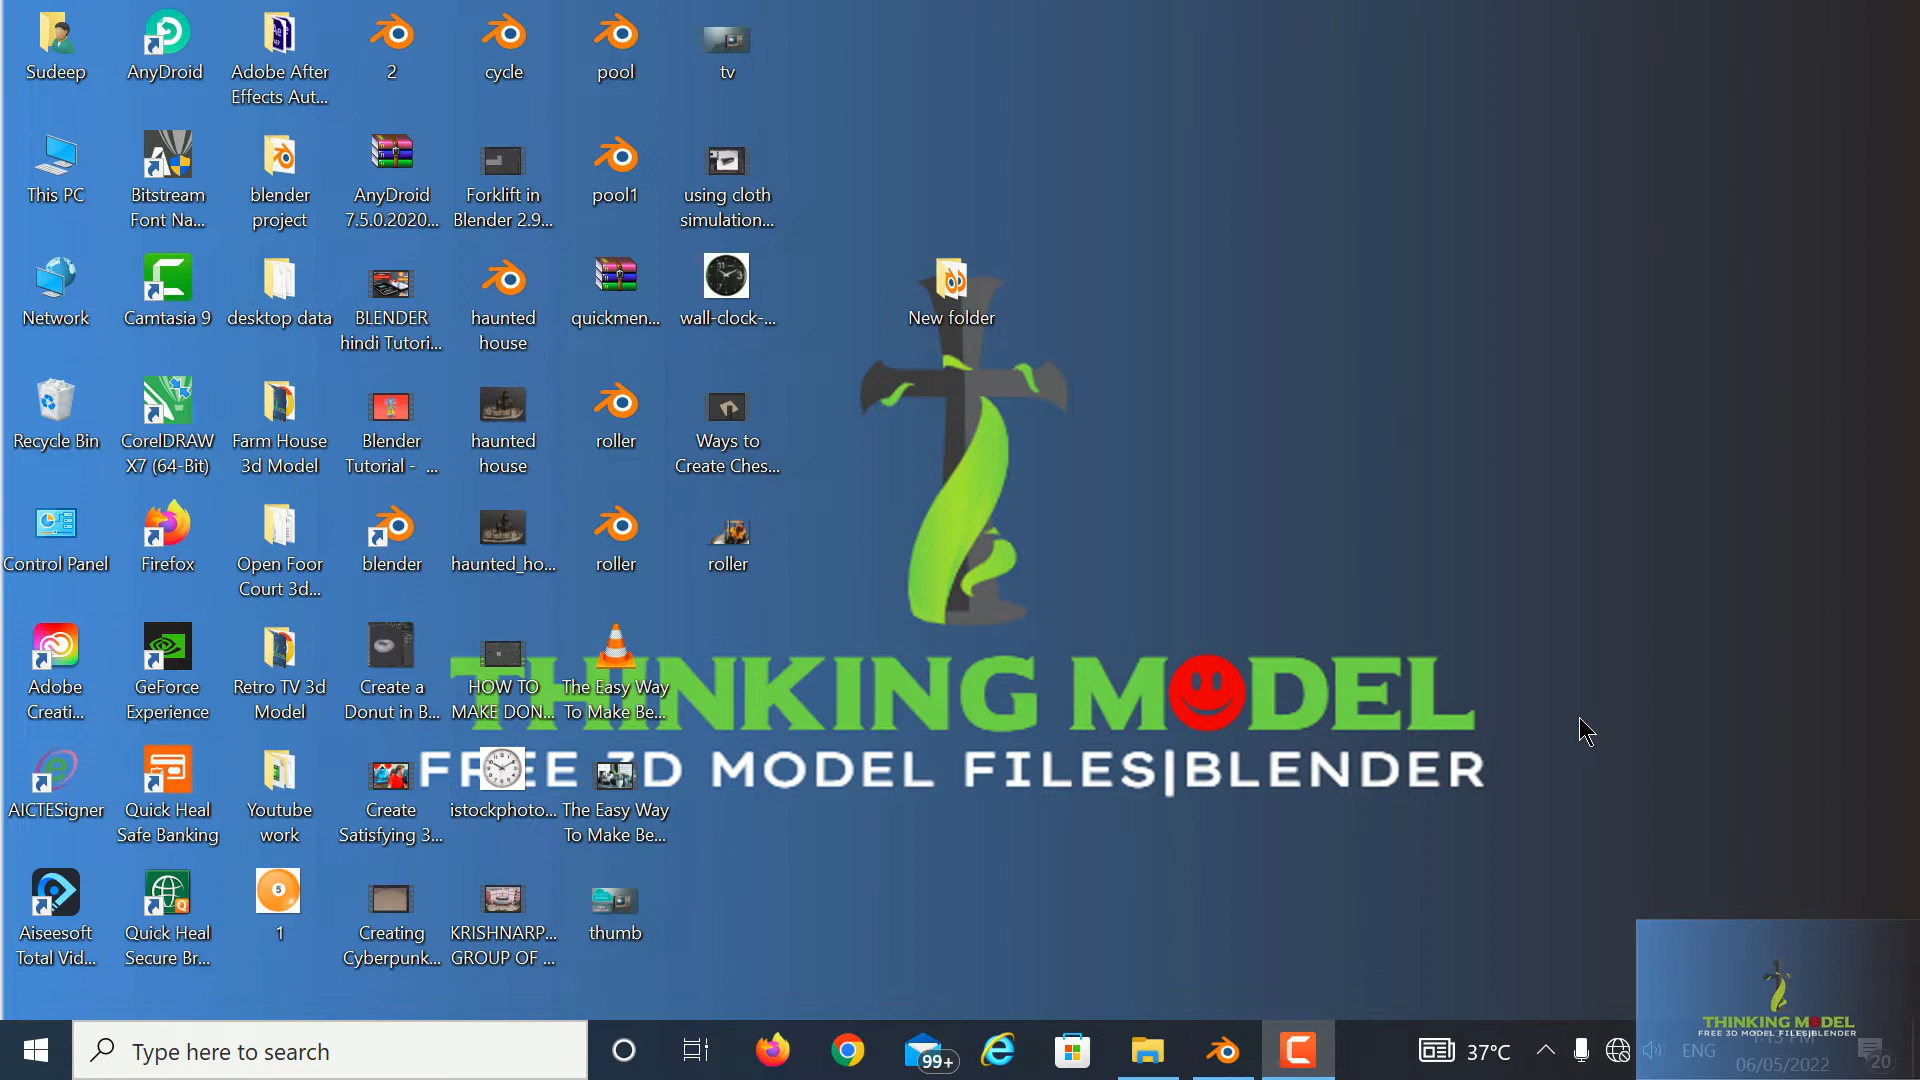 Sudeep
AnyDroid
Adobe After
Effects Aut...
2
cycle
pool
tv
This PC
Bitstream
Font Na...
blender
project
AnyDroid
7.5.0.2020...
Forklift in
Blender 2.9...
pool1
using cloth
simulation...
Network
Camtasia 9
desktop data
BLENDER
hindi Tutori...
haunted
house
quickmen...
wall-clock-...
New folder
Recycle Bin
CorelDRAW
X7 (64-Bit)
Farm House
3d Model
Blender
Tutorial - ...
haunted
house
roller
Ways to
Create Ches...
Control Panel
Firefox
Open Foor
Court 3d...
blender
haunted_ho...
roller
roller
Adobe
Creati...
GeForce
Experience
Retro TV 3d
Model
Create a
Donut in B...
HOW TO
MAKE DON...
The Easy Way
To Make Be...
THINKING MODEL
FREE 3D MODEL FILES|BLENDER
AICTESigner
Quick Heal
Safe Banking
Youtube
work
Create
Satisfying 3...
istockphoto...
The Easy Way
To Make Be...
Aiseesoft
Total Vid...
Quick Heal
Secure Br...
5
1
Creating
Cyberpunk...
KRISHNARP...
GROUP OF ...
thumb
THINKING MODEL
FREE 3D MODEL FILES|BLENDER
Type here to search
99+
37°C
ENG
06/05/2022
20